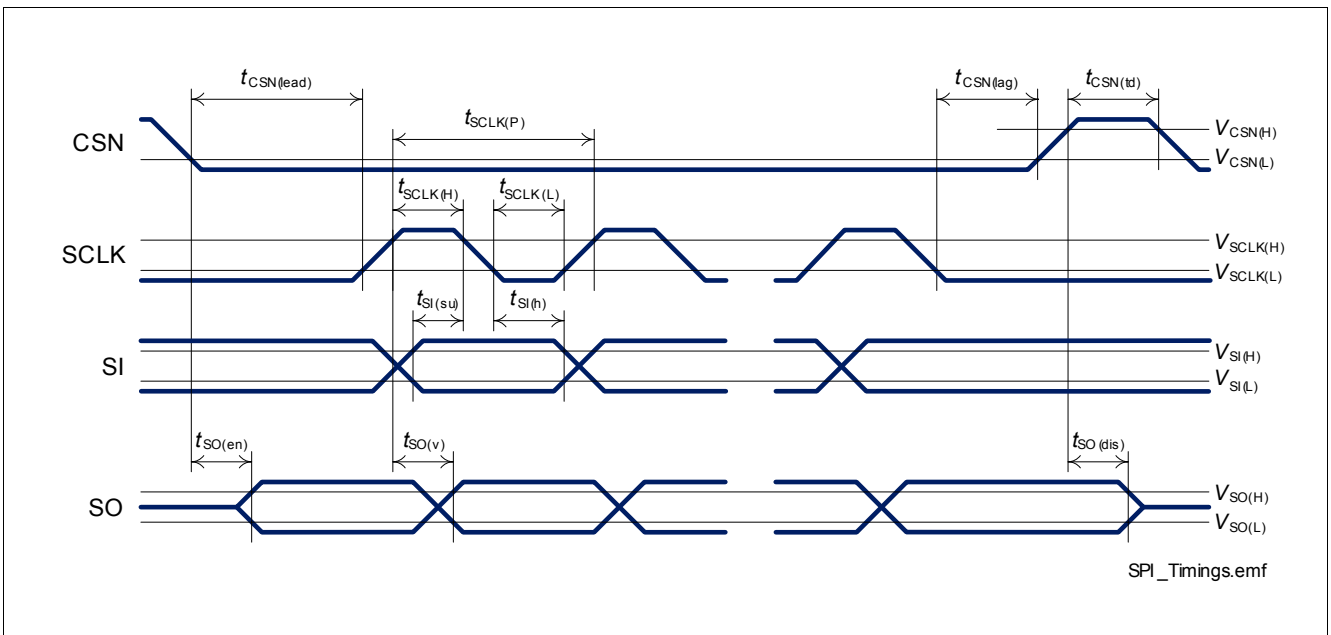 tCSN(lead)
tCSN(lag)
tCSN(td)
tSCLK(P)
CSN
VCSN(H)
VCSN(L)
tSCLK(H)
tSCLK(L)
SCLK
VSCLK(H)
VSCLK(L)
tSI(su)
tSI(h)
SI
VSI(H)
VSI(L)
tSO(en)
tSO(v)
tSO(dis)
SO
VSO(H)
VSO(L)
SPI_Timings.emf